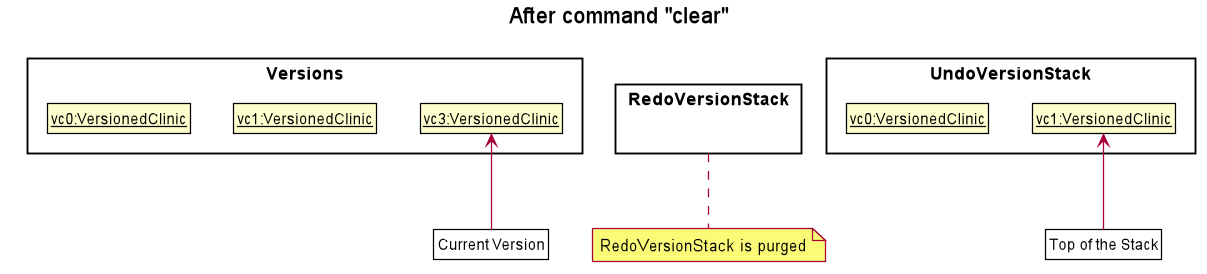 After command "clear"
Versions
vc0:VersionedClinic
vc1:VersionedClinic
vc3:VersionedClinic
Current Version
RedoVersionStack
RedoVersionStack is purged
UndoVersionStack
vc0:VersionedClinic
vc1:VersionedClinic
Top of the Stack